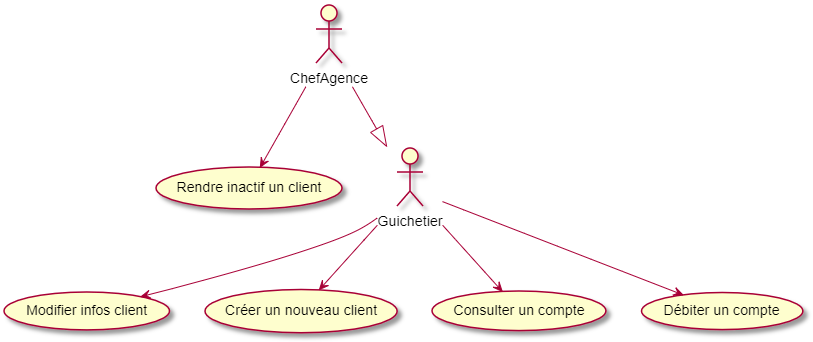 ChefAgence
Rendre inactif un client
Guichetier
Modifier infos client
Créer un nouveau client
Consulter un compte
Débiter un compte